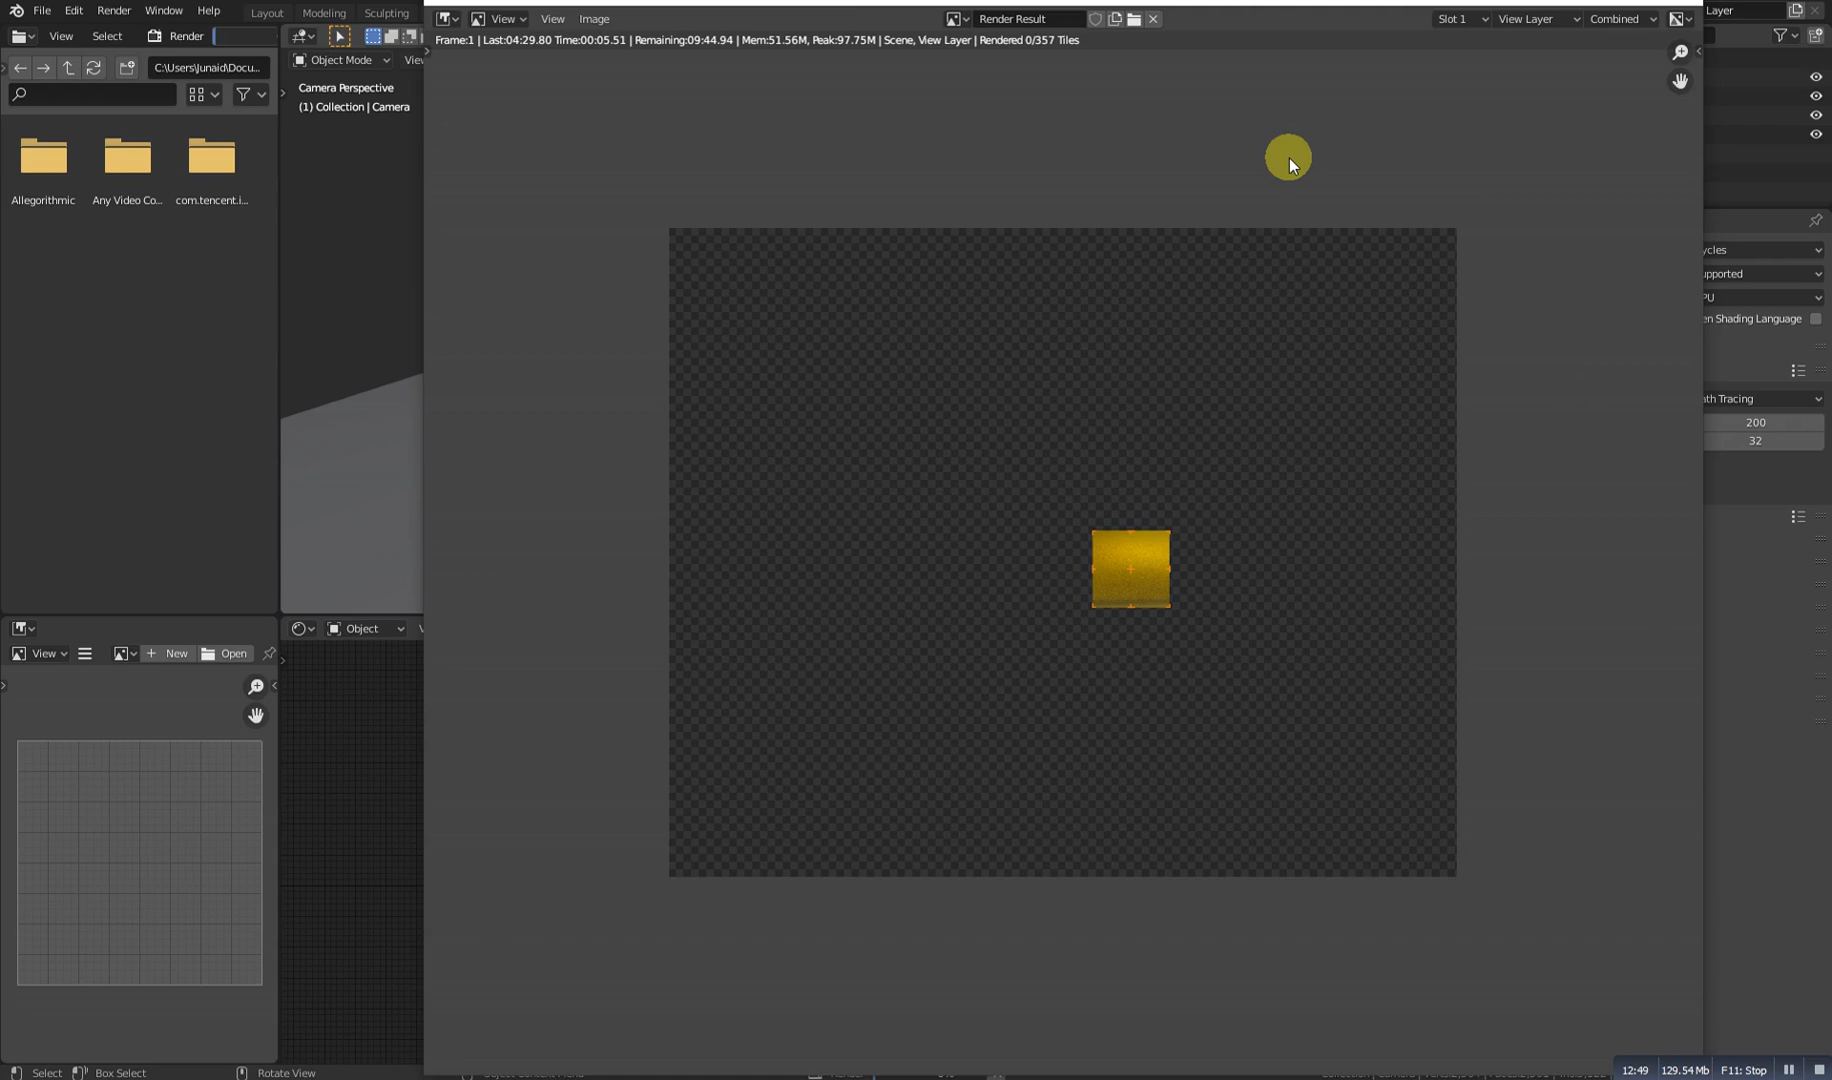 File Edit Render Window Help Layout Modeling Sculpting
View View Image Render Result Slot 1 View Layer Combined
Layer
View Select Render
Frame:1 | Last:04:29.80 Time:00:05.51 | Remaining:09:44.94 | Mem:51.56M, Peak:97.75M | Scene, View Layer | Rendered 0/357 Tiles
C:\Users\Junaid\Docu...
Object Mode
Camera Perspective
(1) Collection | Camera
Allegorithmic Any Video Co... com.tencent.i...
ycles
upported
PU
en Shading Language
ath Tracing
200
32
Object
View New Open
Select Box Select Rotate View
12:49 129.54 Mb F11: Stop